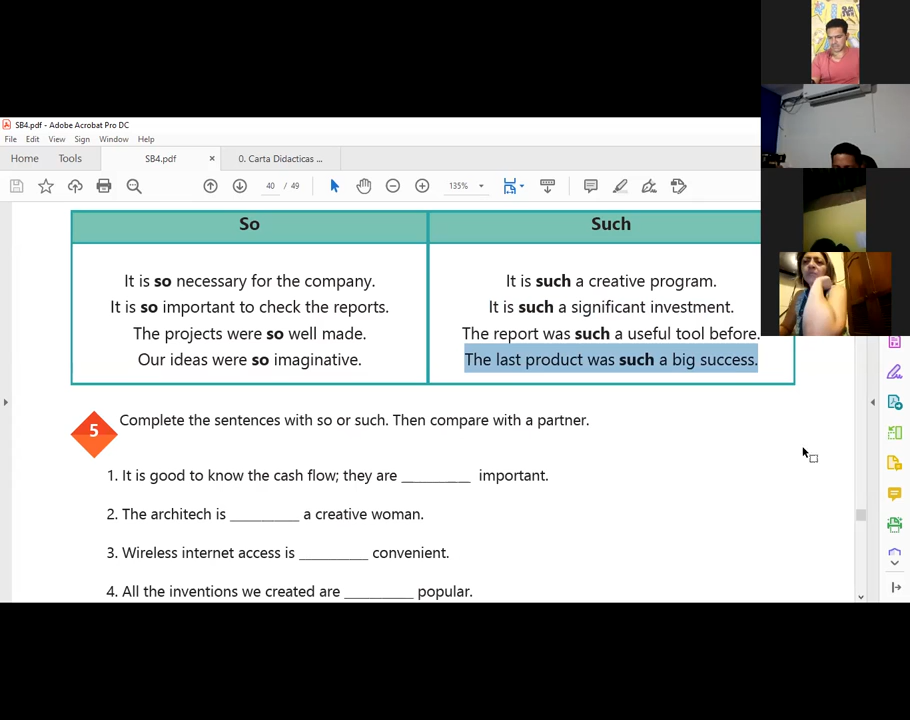 SB4.pdf - Adobe Acrobat Pro DC
File Edit View Sign Window Help
Home Tools SB4.pdf × 0. Carta Didacticas ...
40 / 49 135%
So Such
It is so necessary for the company.
It is so important to check the reports.
The projects were so well made.
Our ideas were so imaginative.
It is such a creative program.
It is such a significant investment.
The report was such a useful tool before.
The last product was such a big success.
5 Complete the sentences with so or such. Then compare with a partner.
1. It is good to know the cash flow; they are ________ important.
2. The architech is ________ a creative woman.
3. Wireless internet access is ________ convenient.
4. All the inventions we created are ________ popular.